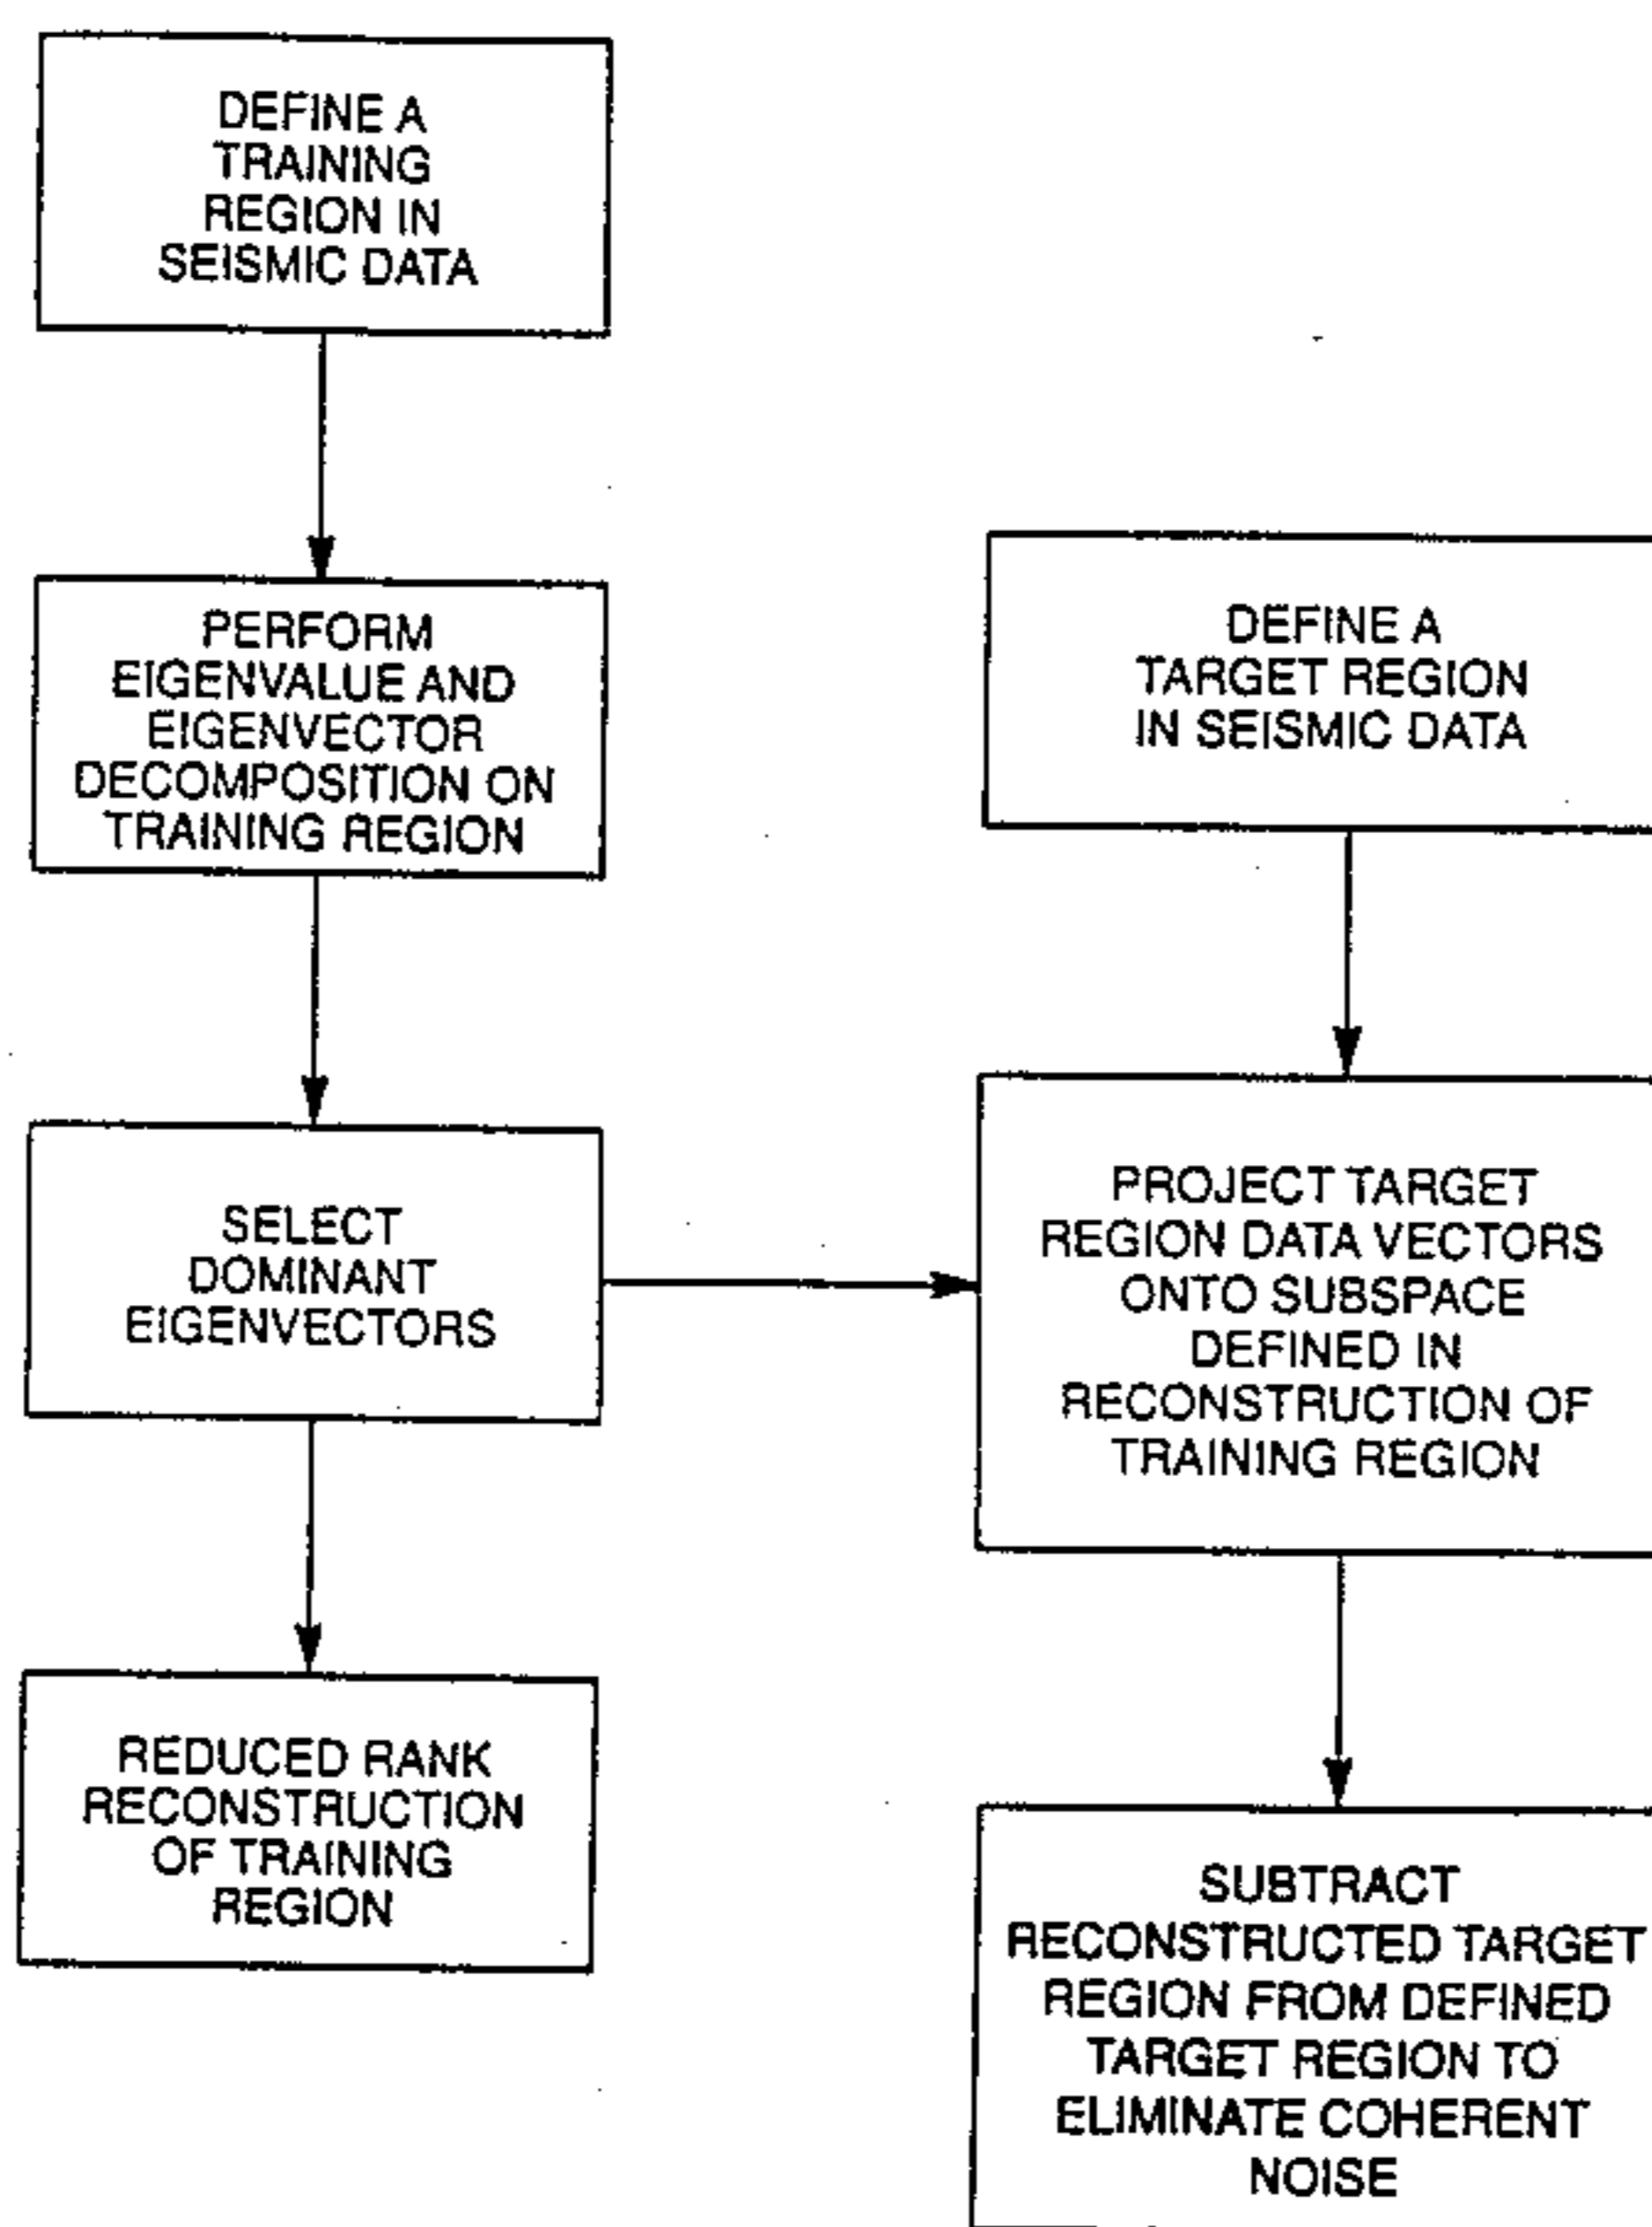 DEFINE A
TRAINING
REGION IN
SEISMIC DATA
PERFORM
EIGENVALUE AND
EIGENVECTOR
DECOMPOSITION ON
TRAINING REGION
SELECT
DOMINANT
EIGENVECTORS
REDUCED RANK
RECONSTRUCTION
OF TRAINING
REGION
DEFINE A
TARGET REGION
IN SEISMIC DATA
PROJECT TARGET
REGION DATA VECTORS
ONTO SUBSPACE
DEFINED IN
RECONSTRUCTION OF
TRAINING REGION
SUBTRACT
RECONSTRUCTED TARGET
REGION FROM DEFINED
TARGET REGION TO
ELIMINATE COHERENT
NOISE